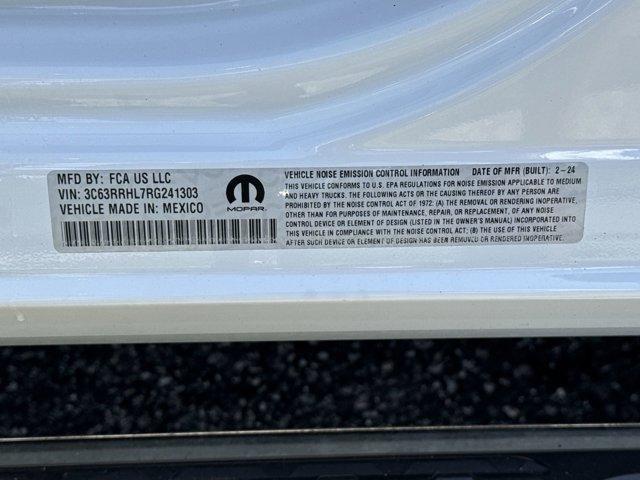 MFD BY: FCA US LLC
VIN: 3C63RRHL7RG241303
VEHICLE MADE IN: MEXICO
MOPAR
VEHICLE NOISE EMISSION CONTROL INFORMATION DATE OF MFR (BUILT): 2-24
THIS VEHICLE CONFORMS TO U.S. EPA REGULATIONS FOR NOISE EMISSION, APPLICABLE TO MEDIUM
AND HEAVY TRUCKS. THE FOLLOWING ACTS OR THE CAUSING THEREOF BY ANY PERSON ARE
PROHIBITED BY THE NOISE CONTROL ACT OF 1972: (A) THE REMOVAL OR RENDERING INOPERATIVE,
OTHER THAN FOR PURPOSES OF MAINTENANCE, REPAIR, OR REPLACEMENT, OF ANY NOISE
CONTROL DEVICE OR ELEMENT OF DESIGN (LISTED IN THE OWNER'S MANUAL) INCORPORATED INTO
THIS VEHICLE IN COMPLIANCE WITH THE NOISE CONTROL ACT; (B) THE USE OF THIS VEHICLE
AFTER SUCH DEVICE OR ELEMENT OF DESIGN HAS BEEN REMOVED OR RENDERED INOPERATIVE.